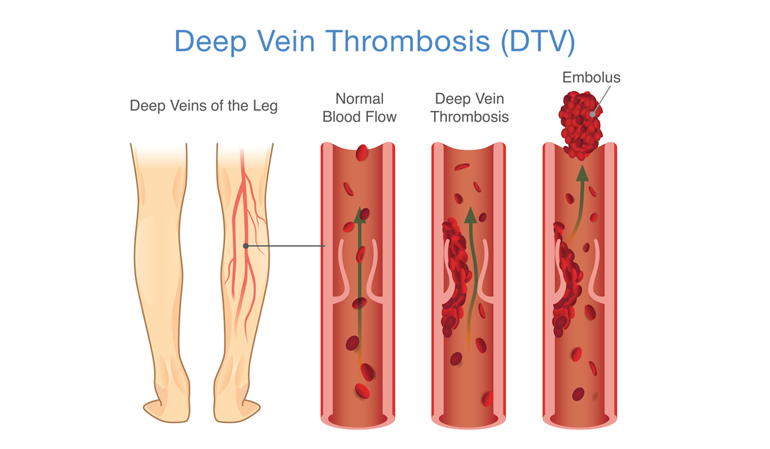 Deep Vein Thrombosis (DTV)
Embolus
Deep Veins of the Leg
Normal
Blood Flow
Deep Vein
Thrombosis